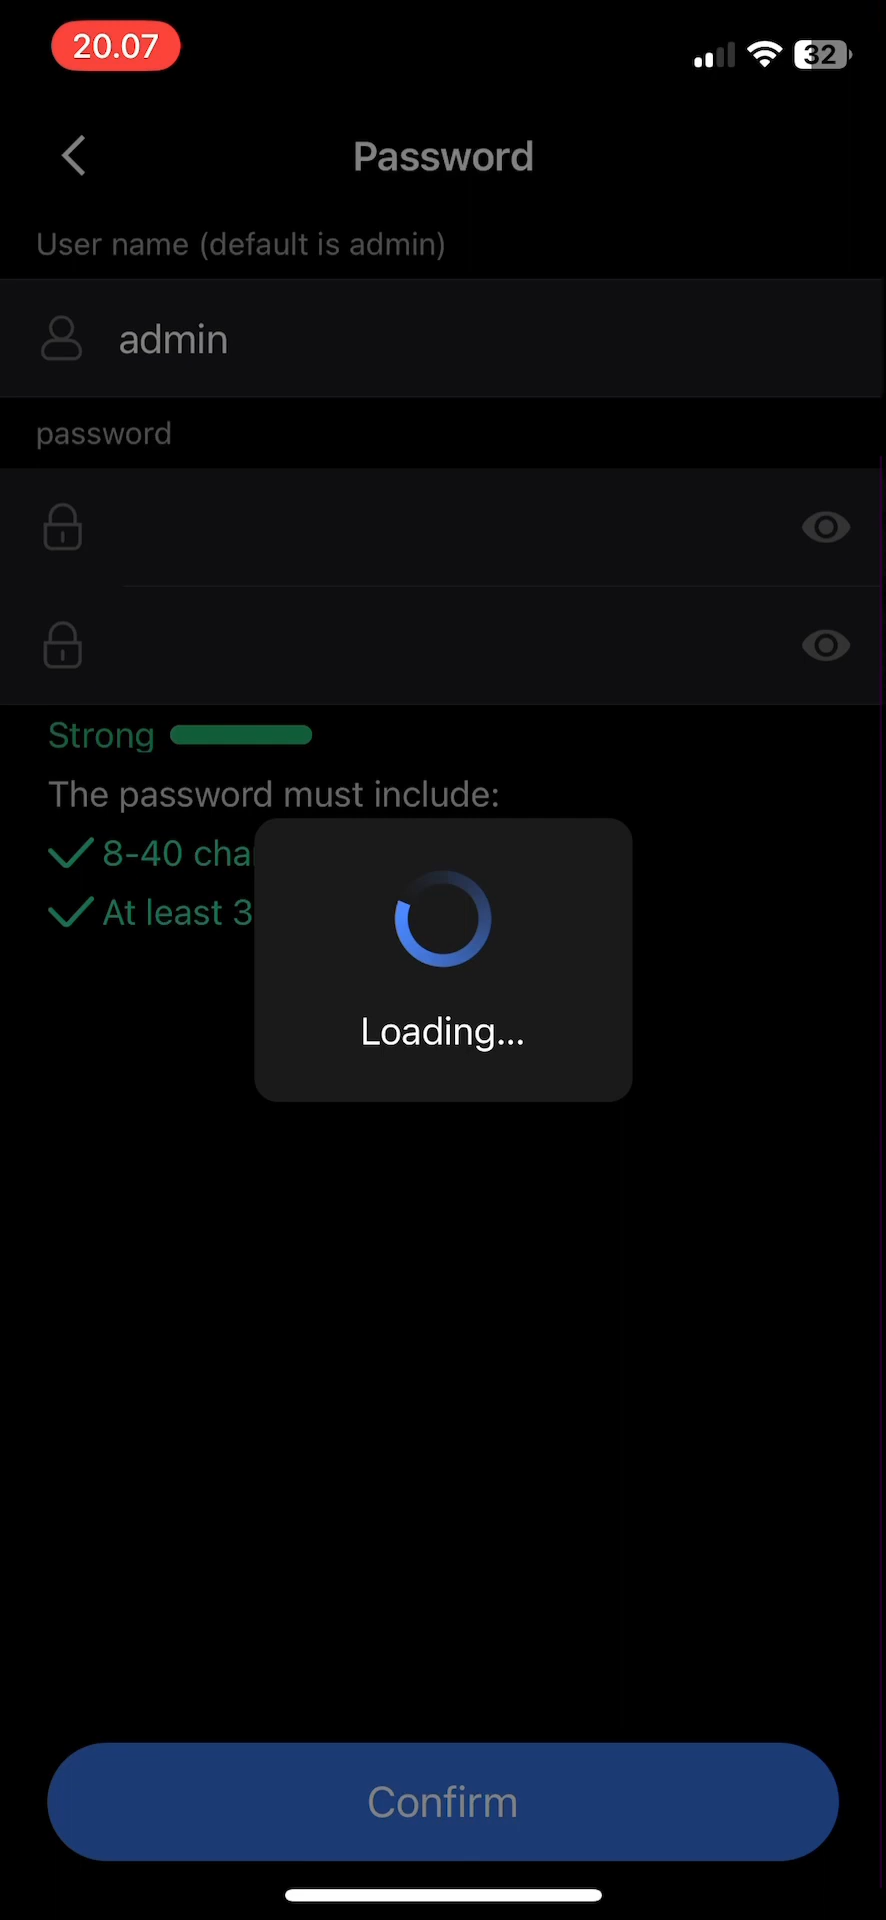 20.07
32
Password
User name (default is admin)
admin
password
Strong
The password must include:
8-40
At least 3
Loading...
Confirm